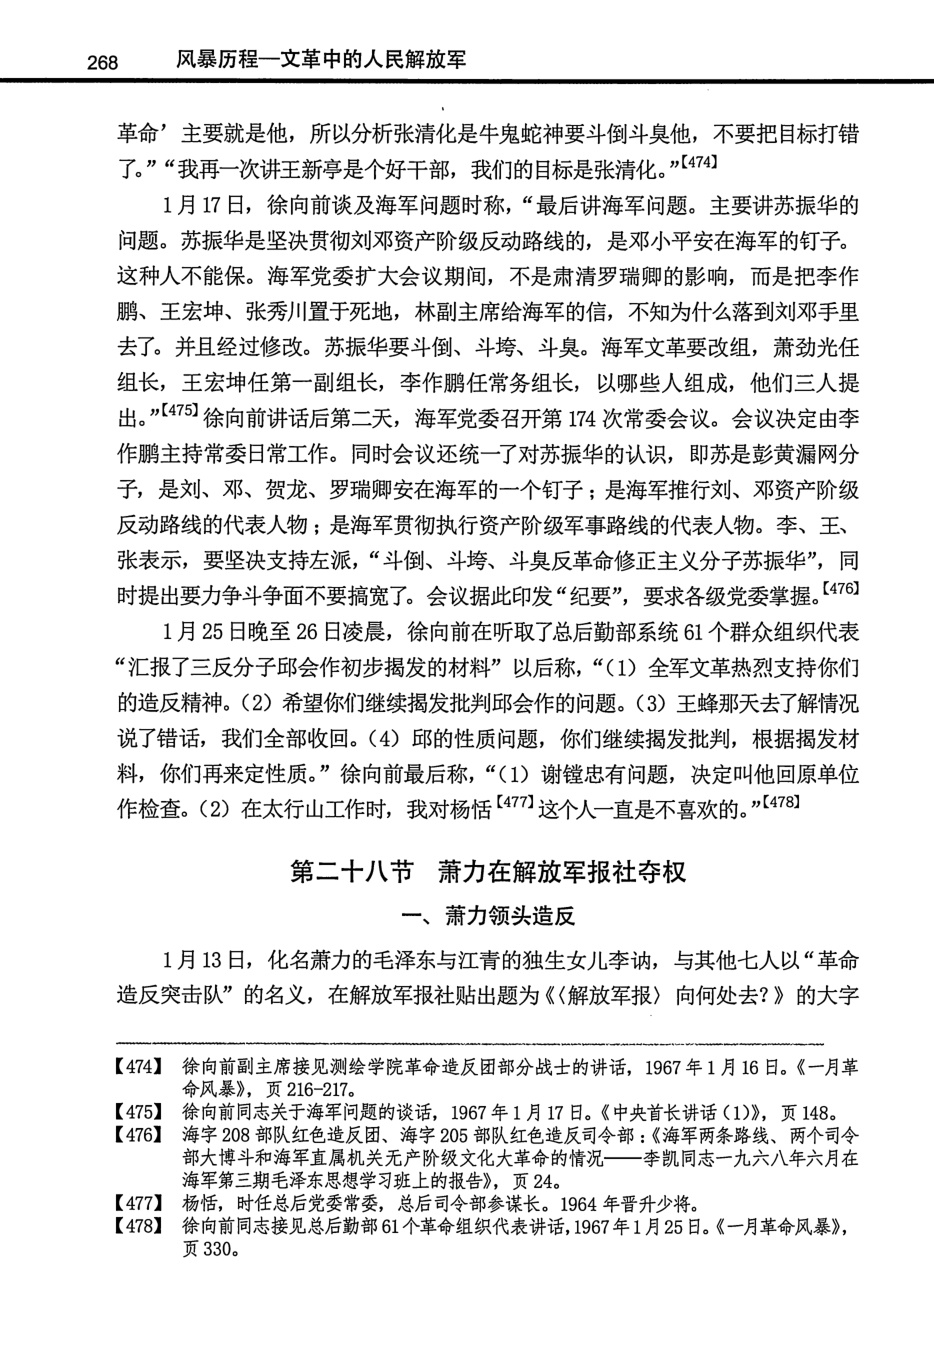 268 风暴历程—文革中的人民解放军
革命’主要就是他，所以分析张清化是牛鬼蛇神要斗倒斗臭他，不要把目标打错
了。”“我再一次讲王新亭是个好干部，我们的目标是张清化。”【474】
1月17日，徐向前谈及海军问题时称，“最后讲海军问题。主要讲苏振华的
问题。苏振华是坚决贯彻刘邓资产阶级反动路线的，是邓小平安在海军的钉子。
这种人不能保。海军党委扩大会议期间，不是肃清罗瑞卿的影响，而是把李作
鹏、王宏坤、张秀川置于死地，林副主席给海军的信，不知为什么落到刘邓手里
去了。并且经过修改。苏振华要斗倒、斗垮、斗臭。海军文革要改组，萧劲光任
组长，王宏坤任第一副组长，李作鹏任常务组长，以哪些人组成，他们三人提
出。”【475】徐向前讲话后第二天，海军党委召开第174次常委会议。会议决定由李
作鹏主持常委日常工作。同时会议还统一了对苏振华的认识，即苏是彭黄漏网分
子，是刘、邓、贺龙、罗瑞卿安在海军的一个钉子；是海军推行刘、邓资产阶级
反动路线的代表人物；是海军贯彻执行资产阶级军事路线的代表人物。李、王、
张表示，要坚决支持左派，“斗倒、斗垮、斗臭反革命修正主义分子苏振华”，同
时提出要力争斗争面不要搞宽了。会议据此印发“纪要”，要求各级党委掌握。【476】
1月25日晚至26日凌晨，徐向前在听取了总后勤部系统61个群众组织代表
“汇报了三反分子邱会作初步揭发的材料”以后称，“（1）全军文革热烈支持你们
的造反精神。（2）希望你们继续揭发批判邱会作的问题。（3）王蜂那天去了解情况
说了错话，我们全部收回。（4）邱的性质问题，你们继续揭发批判，根据揭发材
料，你们再来定性质。”徐向前最后称，“（1）谢镗忠有问题，决定叫他回原单位
作检查。（2）在太行山工作时，我对杨恬【477】这个人一直是不喜欢的。”【478】
第二十八节　萧力在解放军报社夺权
一、萧力领头造反
1月13日，化名萧力的毛泽东与江青的独生女儿李讷，与其他七人以“革命
造反突击队”的名义，在解放军报社贴出题为《〈解放军报〉向何处去？》的大字
【474】 徐向前副主席接见测绘学院革命造反团部分战士的讲话，1967年1月16日。《一月革
命风暴》，页216-217。
【475】 徐向前同志关于海军问题的谈话，1967年1月17日。《中央首长讲话（1）》，页148。
【476】 海字208部队红色造反团、海字205部队红色造反司令部：《海军两条路线、两个司令
部大博斗和海军直属机关无产阶级文化大革命的情况——李凯同志一九六八年六月在
海军第三期毛泽东思想学习班上的报告》，页24。
【477】 杨恬，时任总后党委常委，总后司令部参谋长。1964年晋升少将。
【478】 徐向前同志接见总后勤部61个革命组织代表讲话，1967年1月25日。《一月革命风暴》，
页330。